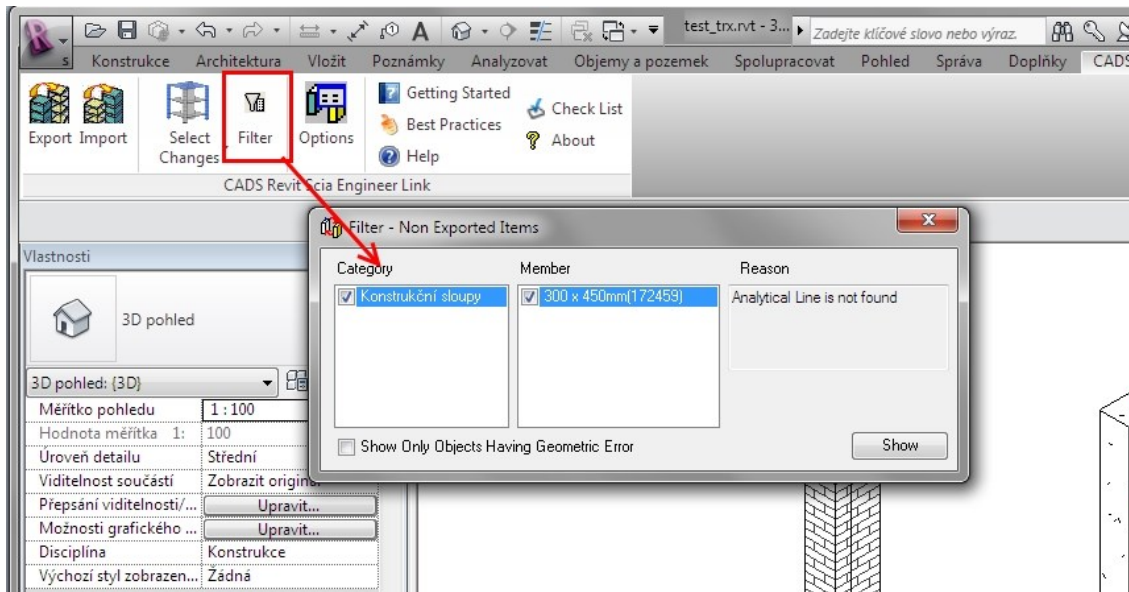 test_trx.rvt - 3... Zadejte klíčové slovo nebo výraz.
s Konstrukce Architektura Vložit Poznámky Analyzovat Objemy a pozemek Spolupracovat Pohled Správa Doplňky CADS
Export Import Select Changes Filter Options
Getting Started
Best Practices
Help
Check List
About
CADS Revit Scia Engineer Link
Filter - Non Exported Items
Category Member Reason
Konstrukční sloupy 300 x 450mm(172459) Analytical Line is not found
Show Only Objects Having Geometric Error Show
Vlastnosti
3D pohled
3D pohled: {3D}
Měřítko pohledu 1 : 100
Hodnota měřítka 1: 100
Úroveň detailu Střední
Viditelnost součástí Zobrazit
Přepsání viditelnosti/... Upravit...
Možnosti grafického ... Upravit...
Disciplína Konstrukce
Výchozí styl zobrazen... Žádná